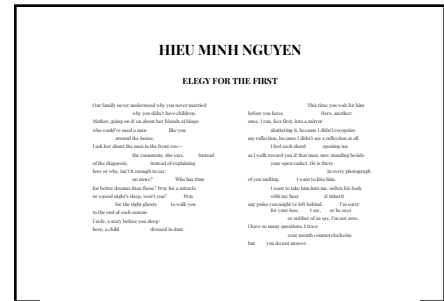 HIEU MINH NGUYEN
ELEGY FOR THE FIRST
Our family never understood why you never married
why you didn't have children.
Mother, going on if on about her friends at bingo
who could've used a man like you
around the house.
I ask her about the man in the front row—
the roommate, she says, instead
of the diagnosis, instead of explaining
how or why, isn't it enough to say:
no more? Who has time
for better dreams than these? Pray for a miracle
or a good night's sleep, won't you? Pray
for the right ghosts to walk you
to the end of each season.
Uncle, a story before you sleep:
here, a child dressed in dust.
This time you wait for him
before you leave. Here, another:
once, I ran, face first, into a mirror
shattering it, because I didn't recognize
my reflection, because I didn't see a reflection at all.
I feel each shard opening me
as I walk toward you if that man, now standing beside
your open casket. He is there
in every photograph
of you smiling. I want to kiss him.
I want to take him into me, soften his body
with my heat if inherit
any pulse you might've left behind. I'm sorry
for your loss, I say, or he says
or neither of us say, I'm not sure.
I have so many questions. I trace
your mouth counterclockwise
but you do not answer.